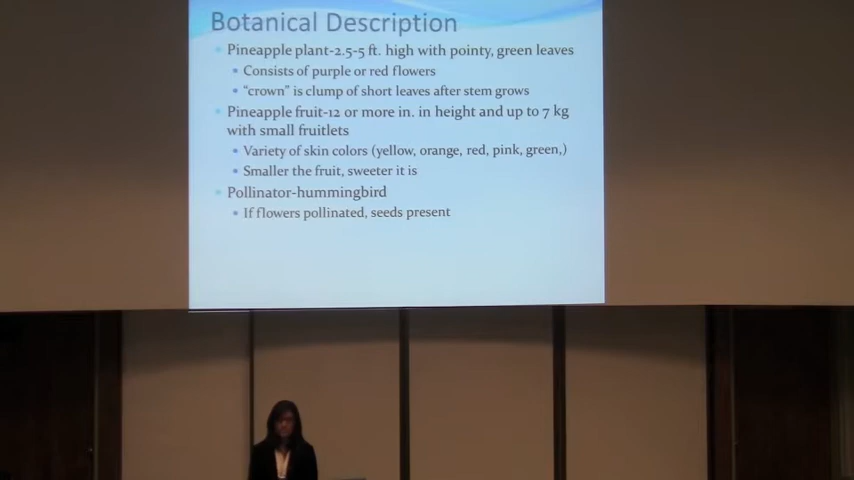 Botanical Description
Pineapple plant-2.5-5 ft. high with pointy, green leaves
Consists of purple or red flowers
“crown” is clump of short leaves after stem grows
Pineapple fruit-12 or more in. in height and up to 7 kg
with small fruitlets
Variety of skin colors (yellow, orange, red, pink, green,)
Smaller the fruit, sweeter it is
Pollinator-hummingbird
If flowers pollinated, seeds present